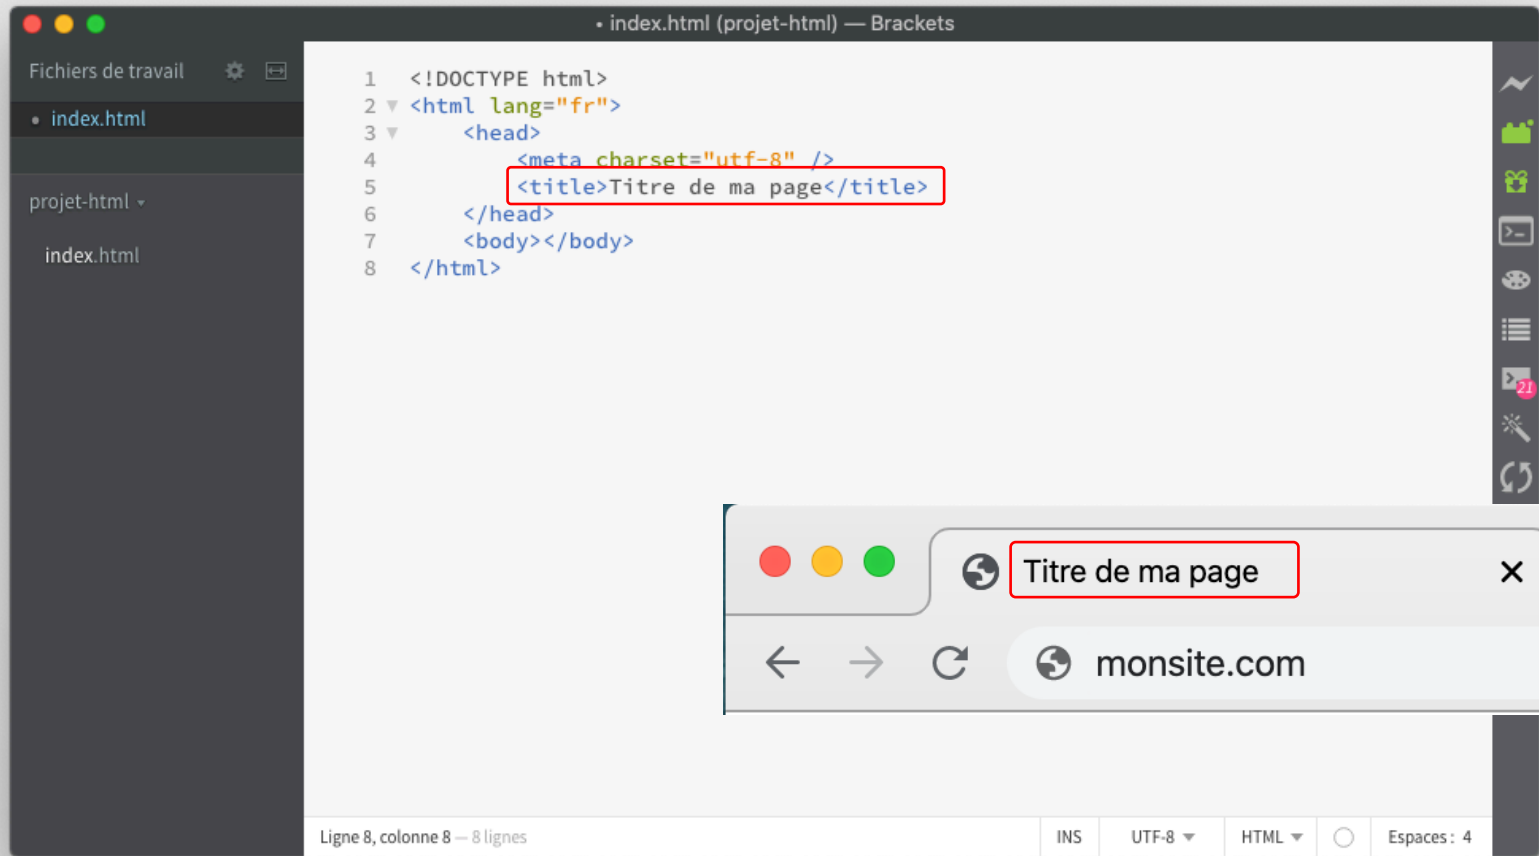 • index.html (projet-html) — Brackets
Fichiers de travail
• index.html
projet-html
index.html
1 <!DOCTYPE html>
2 <html lang="fr">
3 <head>
4 <meta charset="utf-8" />
5 <title>Titre de ma page</title>
6 </head>
7 <body></body>
8 </html>
21
Titre de ma page
monsite.com
Ligne 8, colonne 8 — 8 lignes
INS
UTF-8
HTML
Espaces : 4